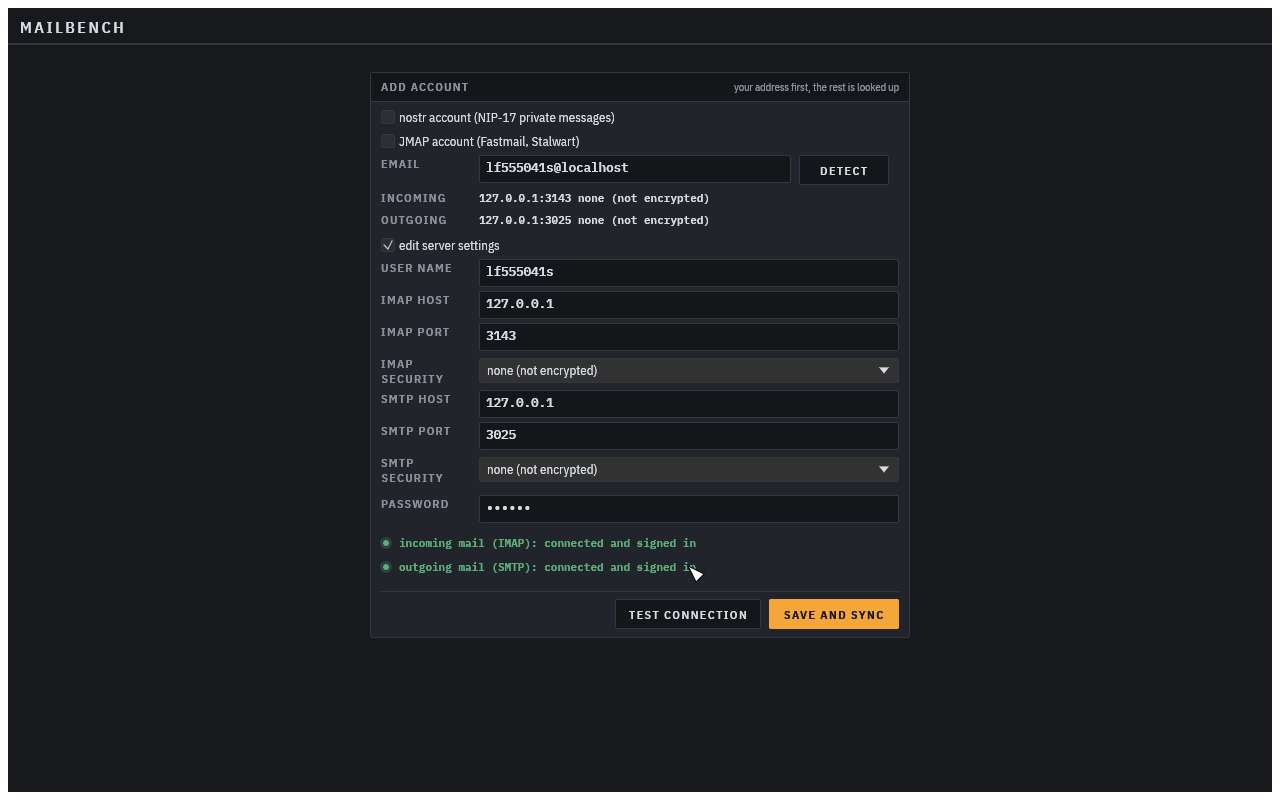 MAILBENCH
ADD ACCOUNT your address first, the rest is looked up
nostr account (NIP-17 private messages)
JMAP account (Fastmail, Stalwart)
EMAIL lf555041s@localhost DETECT
INCOMING 127.0.0.1:3143 none (not encrypted)
OUTGOING 127.0.0.1:3025 none (not encrypted)
edit server settings
USER NAME lf555041s
IMAP HOST 127.0.0.1
IMAP PORT 3143
IMAP SECURITY none (not encrypted)
SMTP HOST 127.0.0.1
SMTP PORT 3025
SMTP SECURITY none (not encrypted)
PASSWORD ••••••
incoming mail (IMAP): connected and signed in
outgoing mail (SMTP): connected and signed in
TEST CONNECTION SAVE AND SYNC